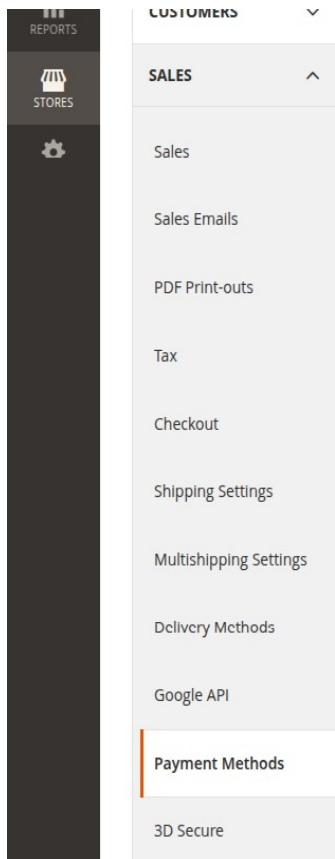 REPORTS
STORES
CUSTOMERS
SALES
Sales
Sales Emails
PDF Print-outs
Tax
Checkout
Shipping Settings
Multishipping Settings
Delivery Methods
Google API
Payment Methods
3D Secure